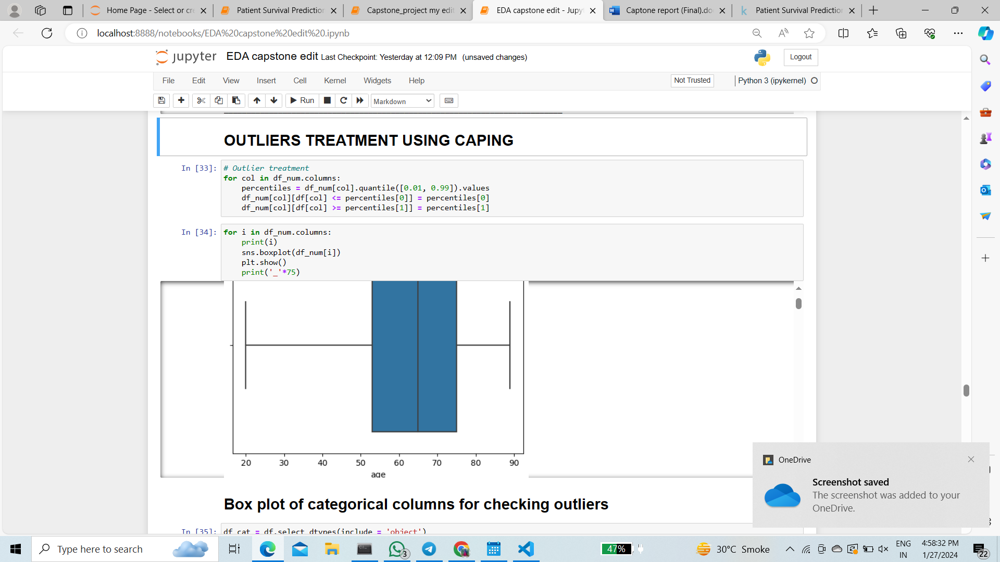 Home Page - Select or cre
Patient Survival Prediction
Capstone_project my edit
EDA capstone edit - Jupy
Captone report (Final).do
Patient Survival Prediction
localhost:8888/notebooks/EDA%20capstone%20edit%20.ipynb
jupyter EDA capstone edit Last Checkpoint: Yesterday at 12:09 PM (unsaved changes)
Logout
File Edit View Insert Cell Kernel Widgets Help
Not Trusted
Python 3 (ipykernel)
Run
Markdown
OUTLIERS TREATMENT USING CAPING
In [33]:
# Outlier treatment
for col in df_num.columns:
    percentiles = df_num[col].quantile([0.01, 0.99]).values
    df_num[col][df[col] <= percentiles[0]] = percentiles[0]
    df_num[col][df[col] >= percentiles[1]] = percentiles[1]
In [34]:
for i in df_num.columns:
    print(i)
    sns.boxplot(df_num[i])
    plt.show()
    print('_'*75)
20 30 40 50 60 70 80 90
age
Box plot of categorical columns for checking outliers
In [35]:
df_cat = df.select_dtypes(include = 'object')
OneDrive
Screenshot saved
The screenshot was added to your
OneDrive.
Type here to search
3
47%
30°C Smoke
ENG
IN
4:58:32 PM
1/27/2024
22